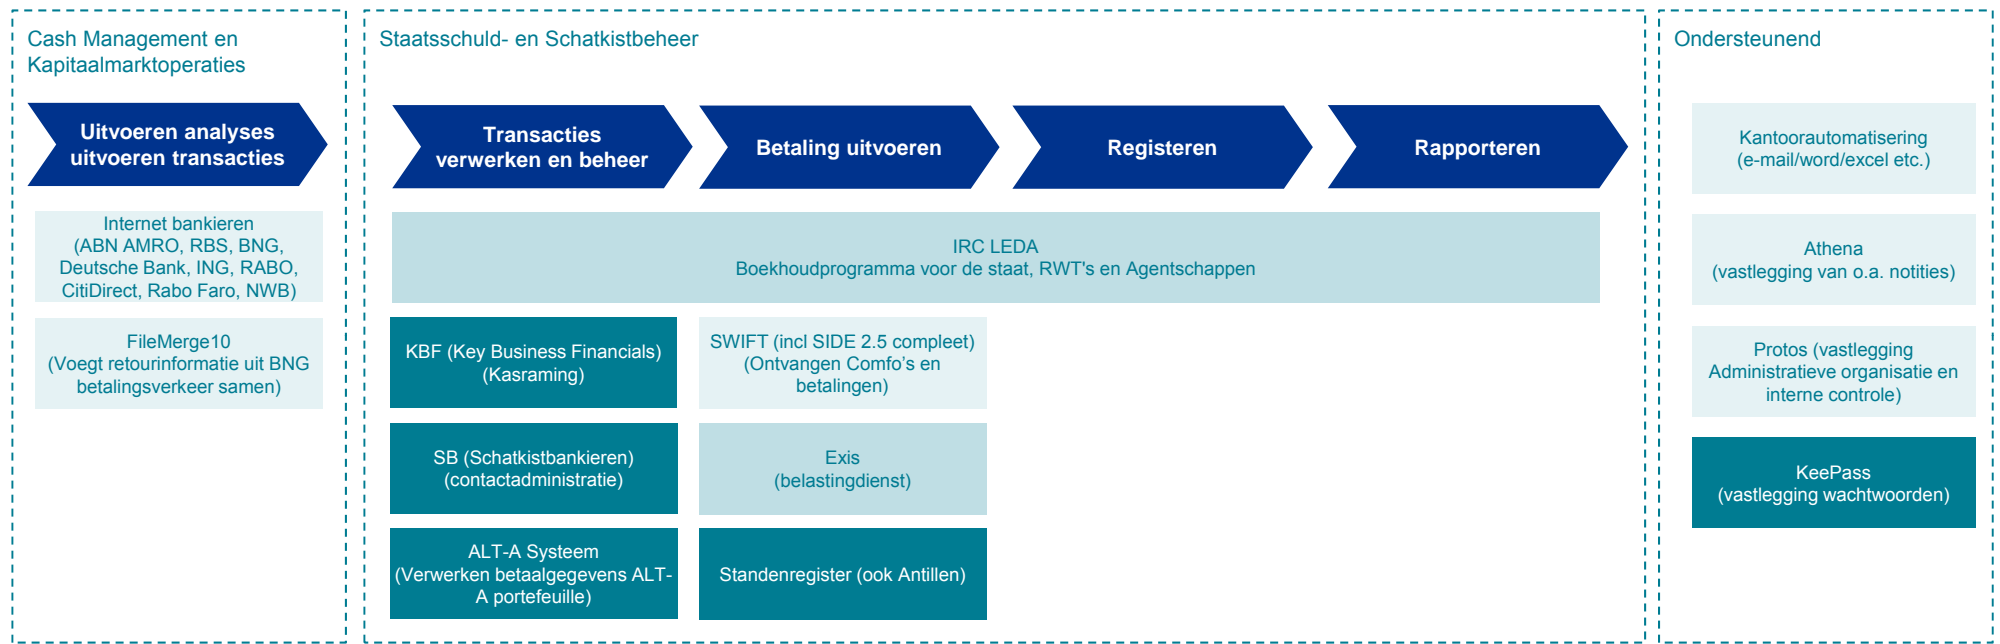 Cash Management en
Kapitaalmarktoperaties
Uitvoeren analyses
uitvoeren transacties
Internet bankieren
(ABN AMRO, RBS, BNG,
Deutsche Bank, ING, RABO,
CitiDirect, Rabo Faro, NWB)
FileMerge10
(Voegt retourinformatie uit BNG
betalingsverkeer samen)
Staatsschuld- en Schatkistbeheer
Transacties
verwerken en beheer
Betaling uitvoeren
Registeren
Rapporteren
IRC LEDA
Boekhoudprogramma voor de staat, RWT's en Agentschappen
KBF (Key Business Financials)
(Kasraming)
SB (Schatkistbankieren)
(contactadministratie)
ALT-A Systeem
(Verwerken betaalgegevens ALT-
A portefeuille)
SWIFT (incl SIDE 2.5 compleet)
(Ontvangen Comfo’s en
betalingen)
Exis
(belastingdienst)
Standenregister (ook Antillen)
Ondersteunend
Kantoorautomatisering
(e-mail/word/excel etc.)
Athena
(vastlegging van o.a. notities)
Protos (vastlegging
Administratieve organisatie en
interne controle)
KeePass
(vastlegging wachtwoorden)